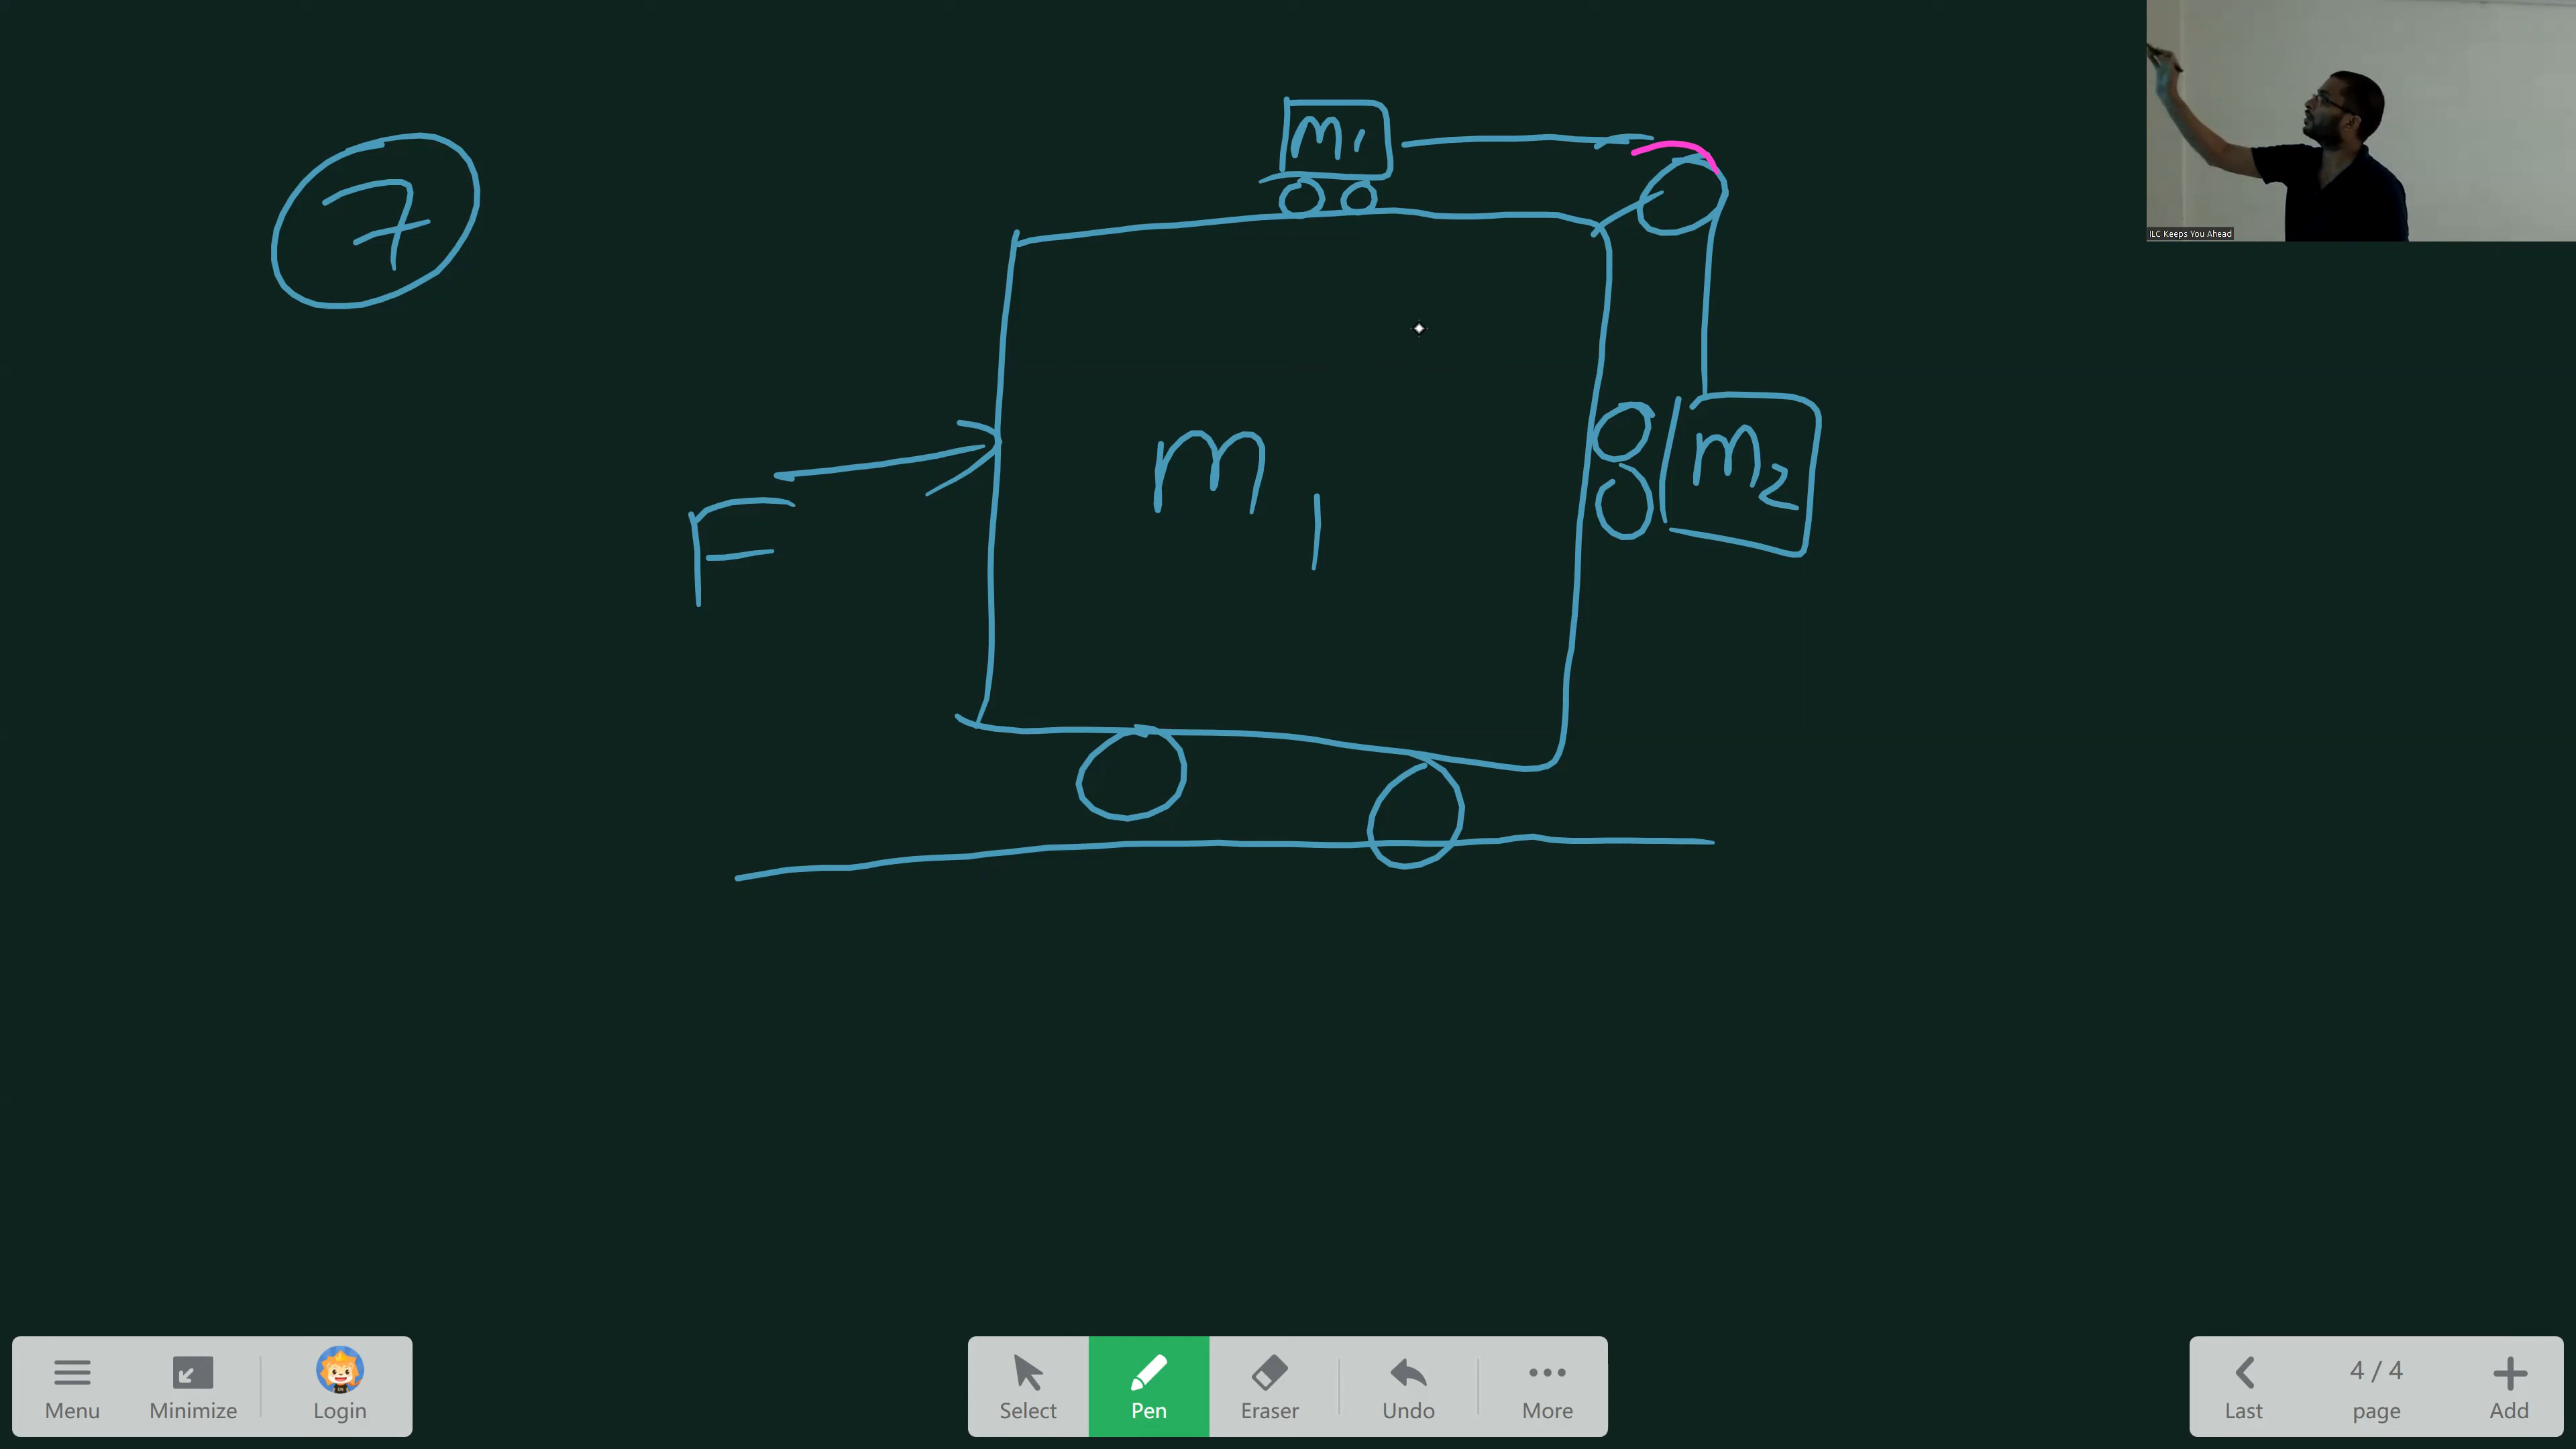 7
m1
F
m1
m2
ILC Keeps You Ahead
Menu
Minimize
Login
Select
Pen
Eraser
Undo
More
Last
4 / 4
page
Add